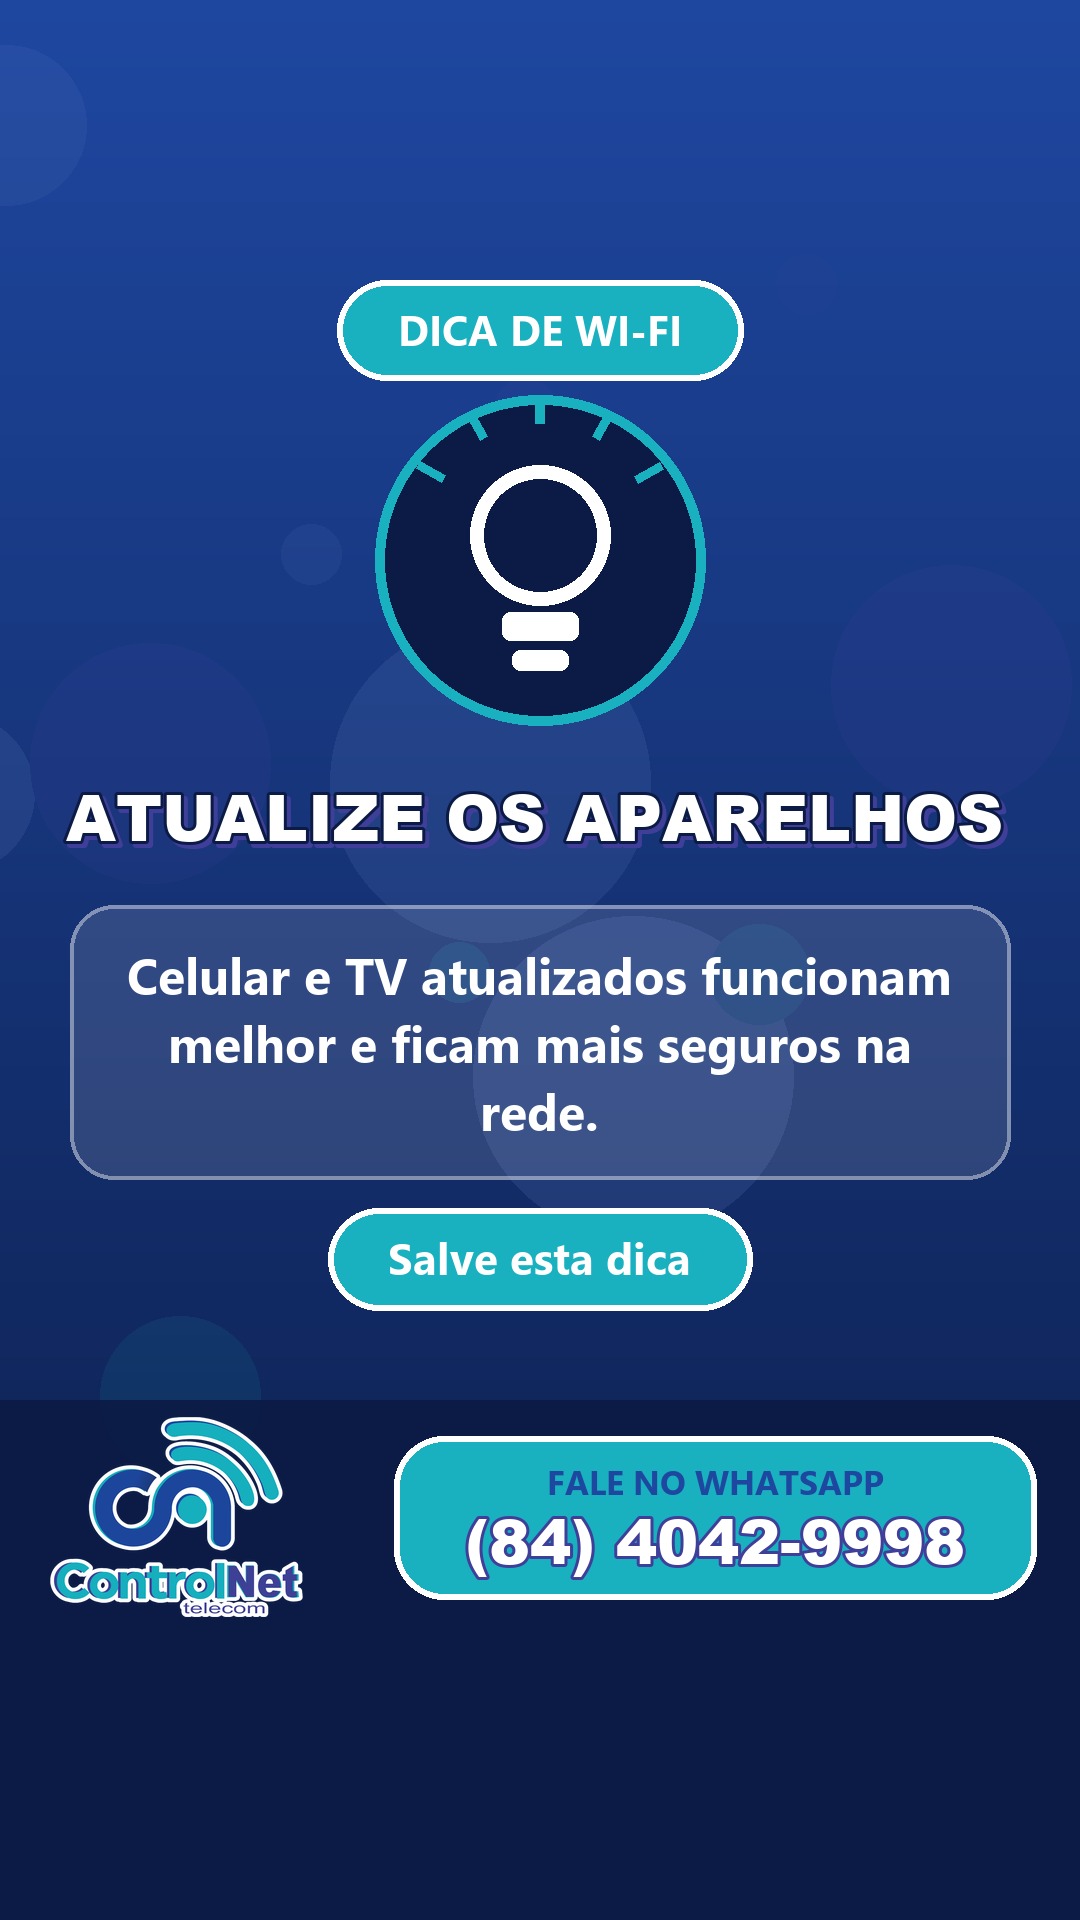 DICA DE WI-FI
ATUALIZE OS APARELHOS
Celular e TV atualizados funcionam
melhor e ficam mais seguros na
rede.
Salve esta dica
ControlNet
telecom
FALE NO WHATSAPP
(84) 4042-9998